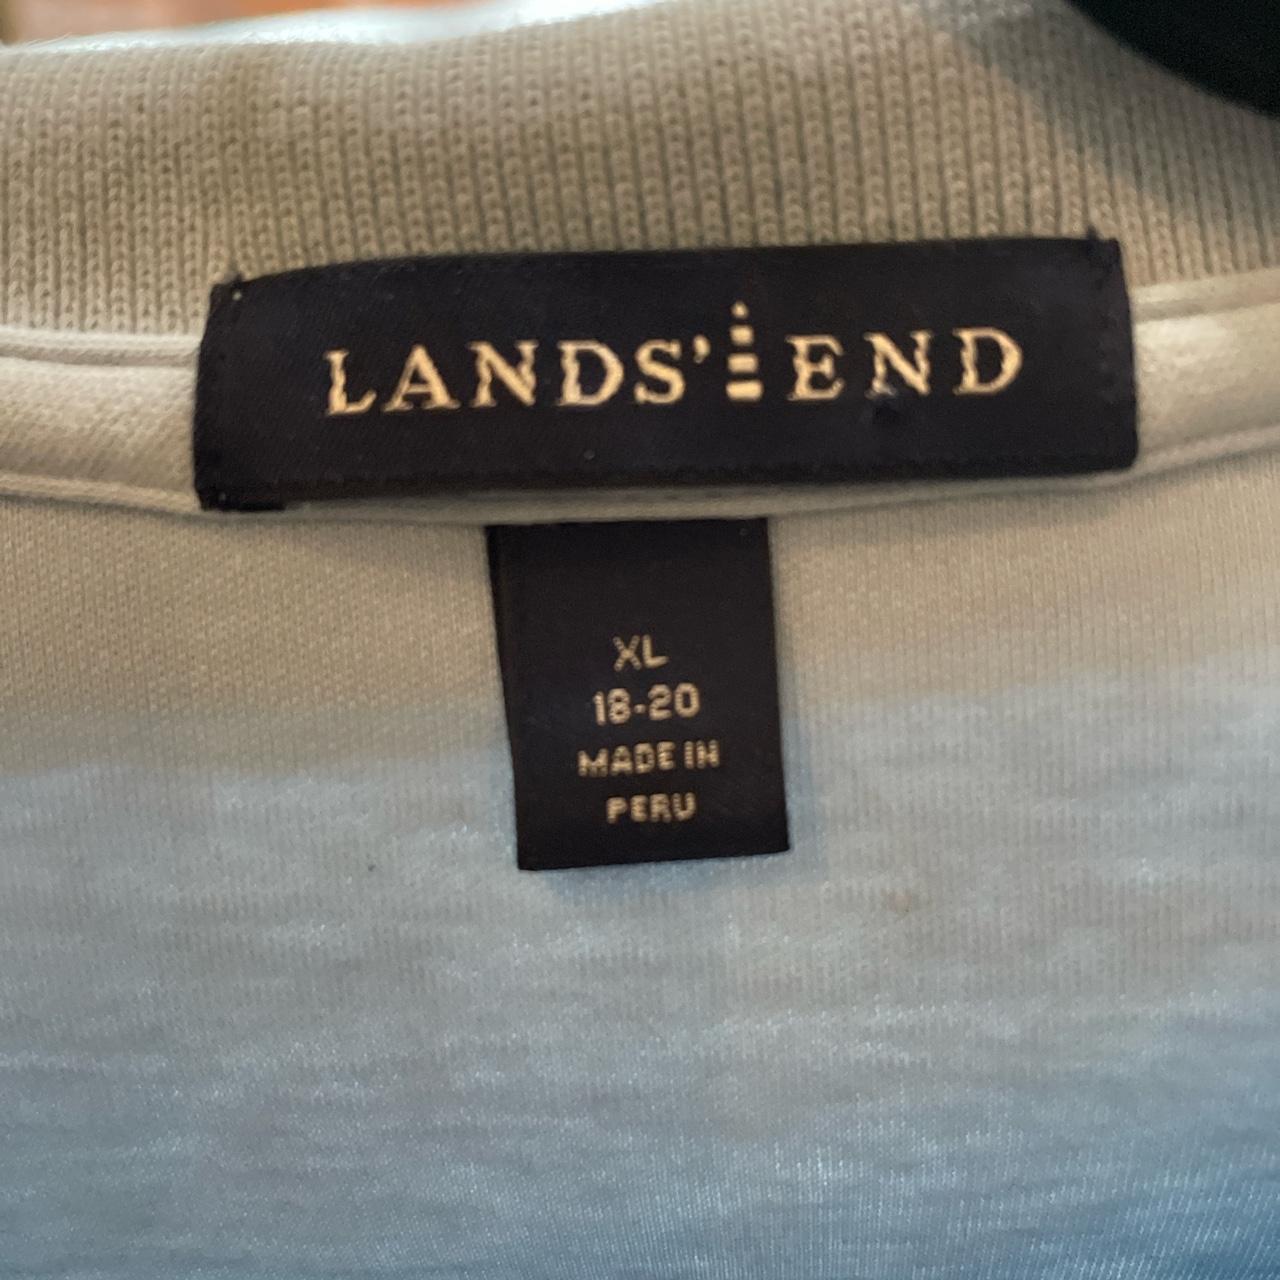 LANDS' END
XL
18-20
MADE IN
PERU